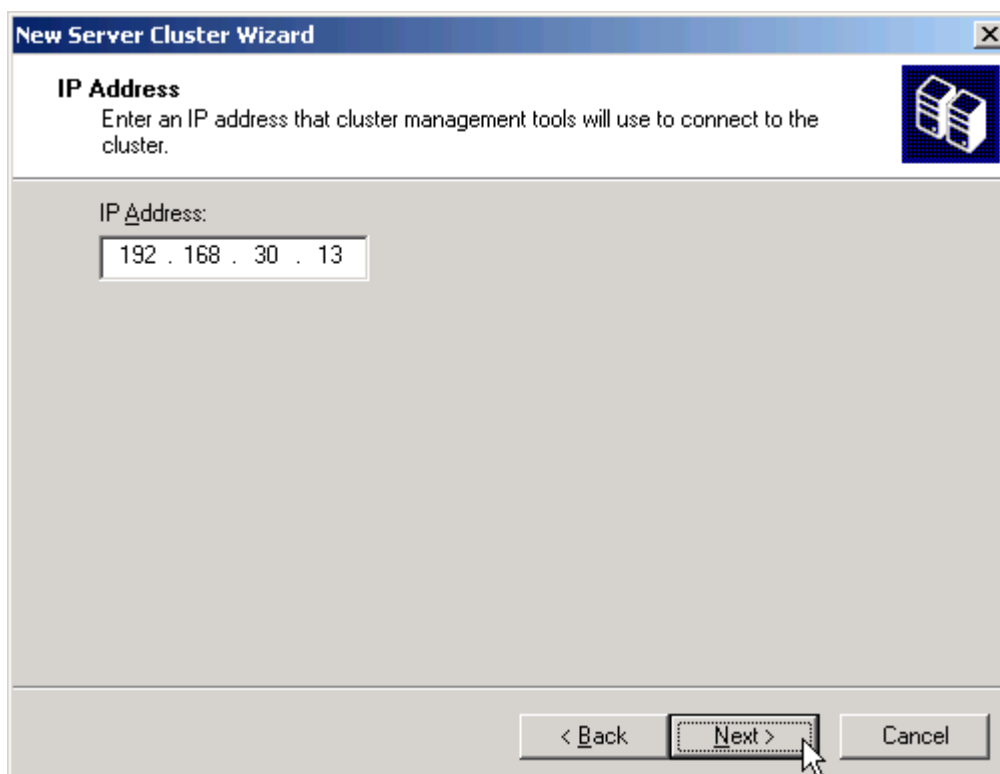 New Server Cluster Wizard
IP Address
Enter an IP address that cluster management tools will use to connect to the
cluster.
IP Address:
192 . 168 . 30 . 13
< Back
Next >
Cancel